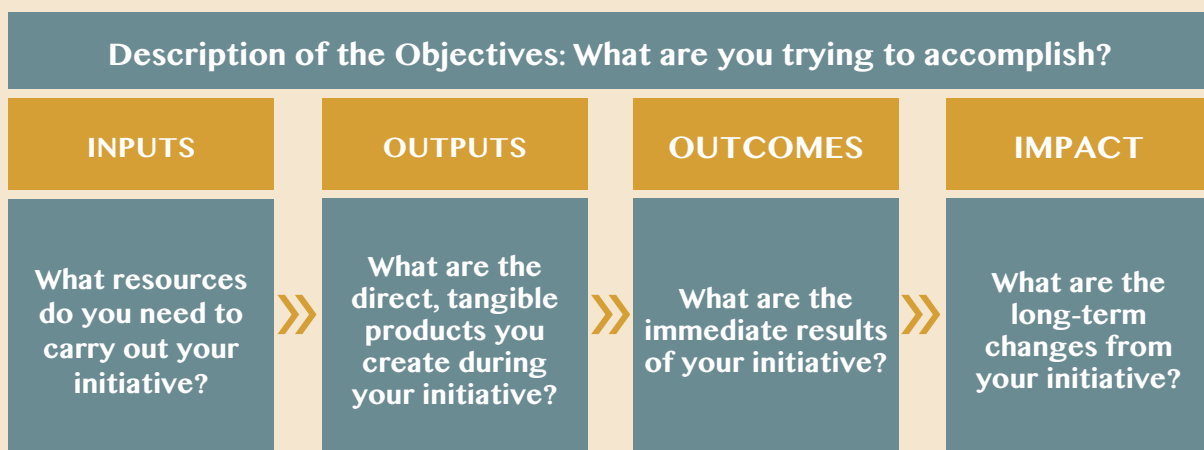 Description of the Objectives: What are you trying to accomplish?
INPUTS
What resources
do you need to
carry out your
initiative?
OUTPUTS
What are the
direct, tangible
products you
create during
your initiative?
OUTCOMES
What are the
immediate results
of your initiative?
IMPACT
What are the
long-term
changes from
your initiative?